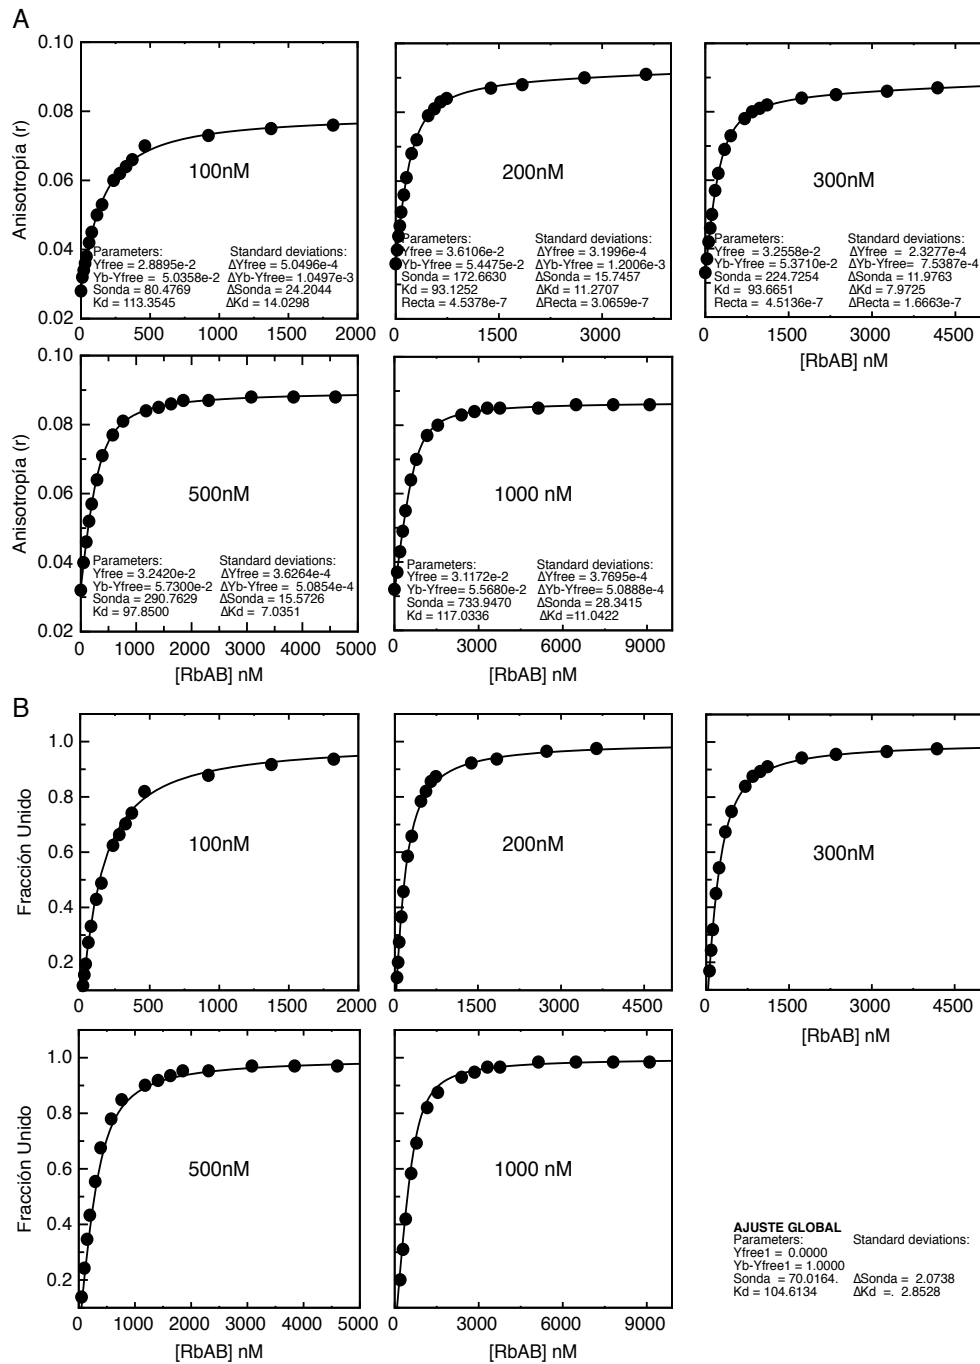 A
0.10
0.08
0.06
0.04
0.02
Anisotropía (r)
100nM
Parameters: Standard deviations:
Yfree = 2.8895e-2 ΔYfree = 5.0496e-4
Yb-Yfree = 5.0358e-2 ΔYb-Yfree= 1.0497e-3
Sonda = 80.4769 ΔSonda = 24.2044
Kd = 113.3545 ΔKd = 14.0298
0 500 1000 1500 2000
200nM
Parameters: Standard deviations:
Yfree = 3.6106e-2 ΔYfree = 3.1996e-4
Yb-Yfree = 5.4475e-2 ΔYb-Yfree = 1.2006e-3
Sonda = 172.6630 ΔSonda = 15.7457
Kd = 93.1252 ΔKd = 11.2707
Recta = 4.5378e-7 ΔRecta = 3.0659e-7
0 1500 3000
300nM
Parameters: Standard deviations:
Yfree = 3.2558e-2 ΔYfree = 2.3277e-4
Yb-Yfree = 5.3710e-2 ΔYb-Yfree= 7.5387e-4
Sonda = 224.7254 ΔSonda = 11.9763
Kd = 93.6651 ΔKd = 7.9725
Recta = 4.5136e-7 ΔRecta = 1.6663e-7
0 1500 3000 4500
[RbAB] nM
0.10
0.08
0.06
0.04
0.02
Anisotropía (r)
500nM
Parameters: Standard deviations:
Yfree = 3.2420e-2 ΔYfree = 3.6264e-4
Yb-Yfree= 5.7300e-2 ΔYb-Yfree= 5.0854e-4
Sonda = 290.7629 ΔSonda = 15.5726
Kd = 97.8500 ΔKd = 7.0351
0 1000 2000 3000 4000 5000
[RbAB] nM
1000 nM
Parameters: Standard deviations:
Yfree = 3.1172e-2 ΔYfree = 3.7695e-4
Yb-Yfree= 5.5680e-2 ΔYb-Yfree = 5.0888e-4
Sonda = 733.9470 ΔSonda = 28.3415
Kd = 117.0336 ΔKd =11.0422
0 3000 6000 9000
[RbAB] nM
B
1.0
0.8
0.6
0.4
0.2
Fracción Unido
100nM
0 500 1000 1500 2000
200nM
0 1500 3000 4500
300nM
0 1500 3000 4500
[RbAB] nM
1.0
0.8
0.6
0.4
0.2
Fracción Unido
500nM
0 1000 2000 3000 4000 5000
[RbAB] nM
1000 nM
0 3000 6000 9000
[RbAB] nM
AJUSTE GLOBAL
Parameters: Standard deviations:
Yfree1 = 0.0000
Yb-Yfree1 = 1.0000
Sonda = 70.0164. ΔSonda = 2.0738
Kd = 104.6134 ΔKd =. 2.8528